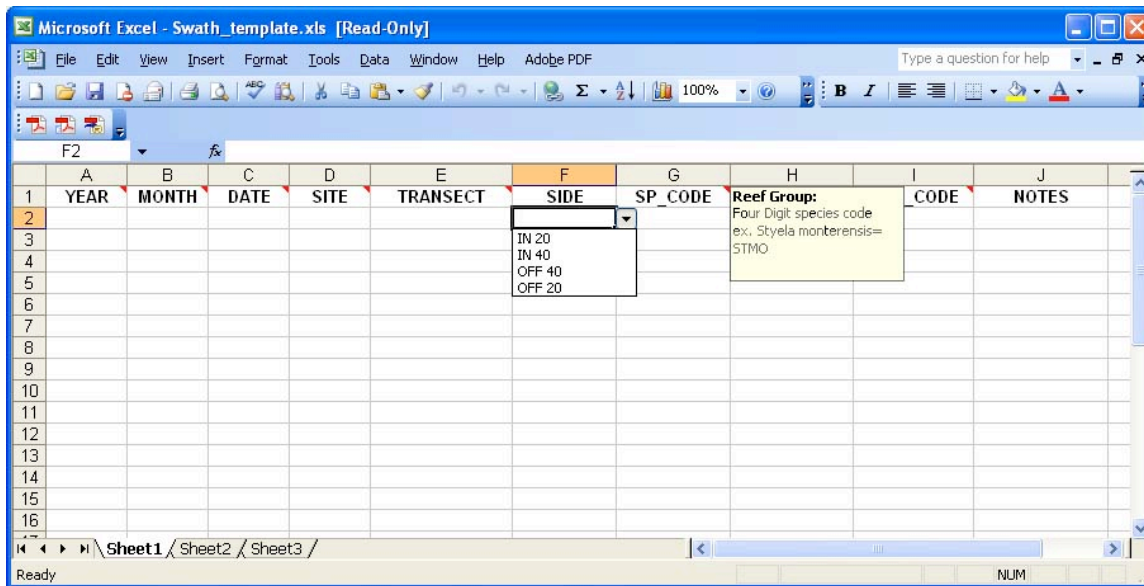 Microsoft Excel - Swath_template.xls [Read-Only]
File Edit View Insert Format Tools Data Window Help Adobe PDF Type a question for help
100% B I A
F2 fx
A B C D E F G H I J
1 YEAR MONTH DATE SITE TRANSECT SIDE SP_CODE Reef Group: _CODE NOTES
2 Four Digit species code
3 IN 20 ex. Styela monterensis=
4 IN 40 STMO
5 OFF 40
6 OFF 20
7
8
9
10
11
12
13
14
15
16
Sheet1 / Sheet2 / Sheet3 /
Ready NUM